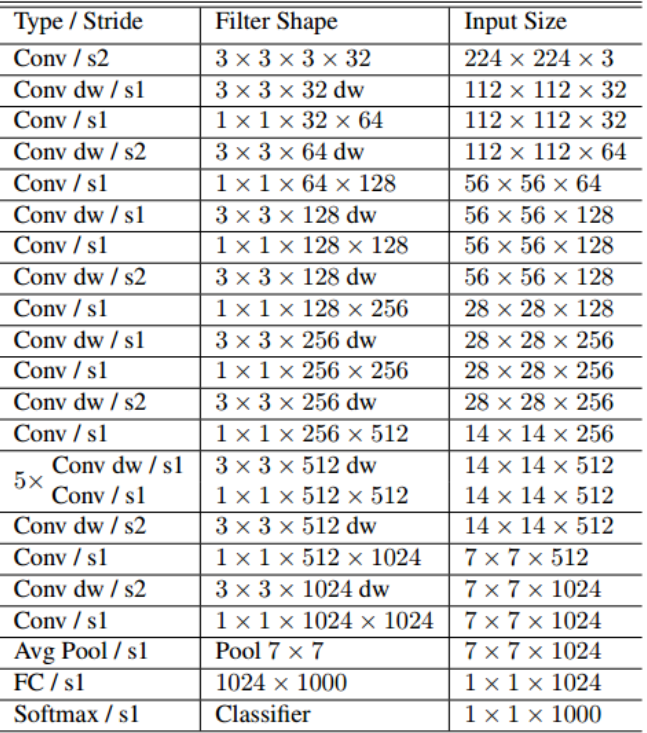 Type / Stride Filter Shape Input Size
Conv / s2 3 × 3 × 3 × 32 224 × 224 × 3
Conv dw / s1 3 × 3 × 32 dw 112 × 112 × 32
Conv / s1 1 × 1 × 32 × 64 112 × 112 × 32
Conv dw / s2 3 × 3 × 64 dw 112 × 112 × 64
Conv / s1 1 × 1 × 64 × 128 56 × 56 × 64
Conv dw / s1 3 × 3 × 128 dw 56 × 56 × 128
Conv / s1 1 × 1 × 128 × 128 56 × 56 × 128
Conv dw / s2 3 × 3 × 128 dw 56 × 56 × 128
Conv / s1 1 × 1 × 128 × 256 28 × 28 × 128
Conv dw / s1 3 × 3 × 256 dw 28 × 28 × 256
Conv / s1 1 × 1 × 256 × 256 28 × 28 × 256
Conv dw / s2 3 × 3 × 256 dw 28 × 28 × 256
Conv / s1 1 × 1 × 256 × 512 14 × 14 × 256
5× Conv dw / s1 3 × 3 × 512 dw 14 × 14 × 512
Conv / s1 1 × 1 × 512 × 512 14 × 14 × 512
Conv dw / s2 3 × 3 × 512 dw 14 × 14 × 512
Conv / s1 1 × 1 × 512 × 1024 7 × 7 × 512
Conv dw / s2 3 × 3 × 1024 dw 7 × 7 × 1024
Conv / s1 1 × 1 × 1024 × 1024 7 × 7 × 1024
Avg Pool / s1 Pool 7 × 7 7 × 7 × 1024
FC / s1 1024 × 1000 1 × 1 × 1024
Softmax / s1 Classifier 1 × 1 × 1000